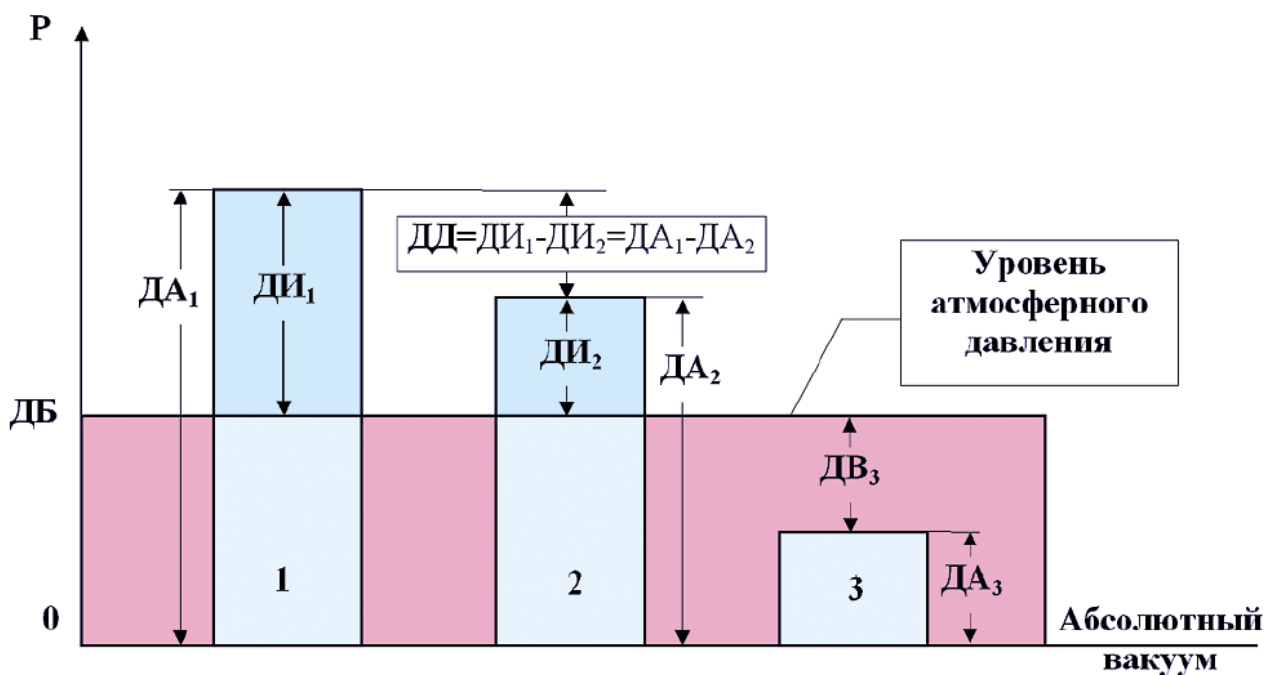 P
ДД=ДИ₁-ДИ₂=ДА₁-ДА₂
Уровень
атмосферного
давления
ДА₁
ДИ₁
ДИ₂
ДА₂
ДБ
ДВ₃
1
2
3
ДА₃
0
Абсолютный
вакуум